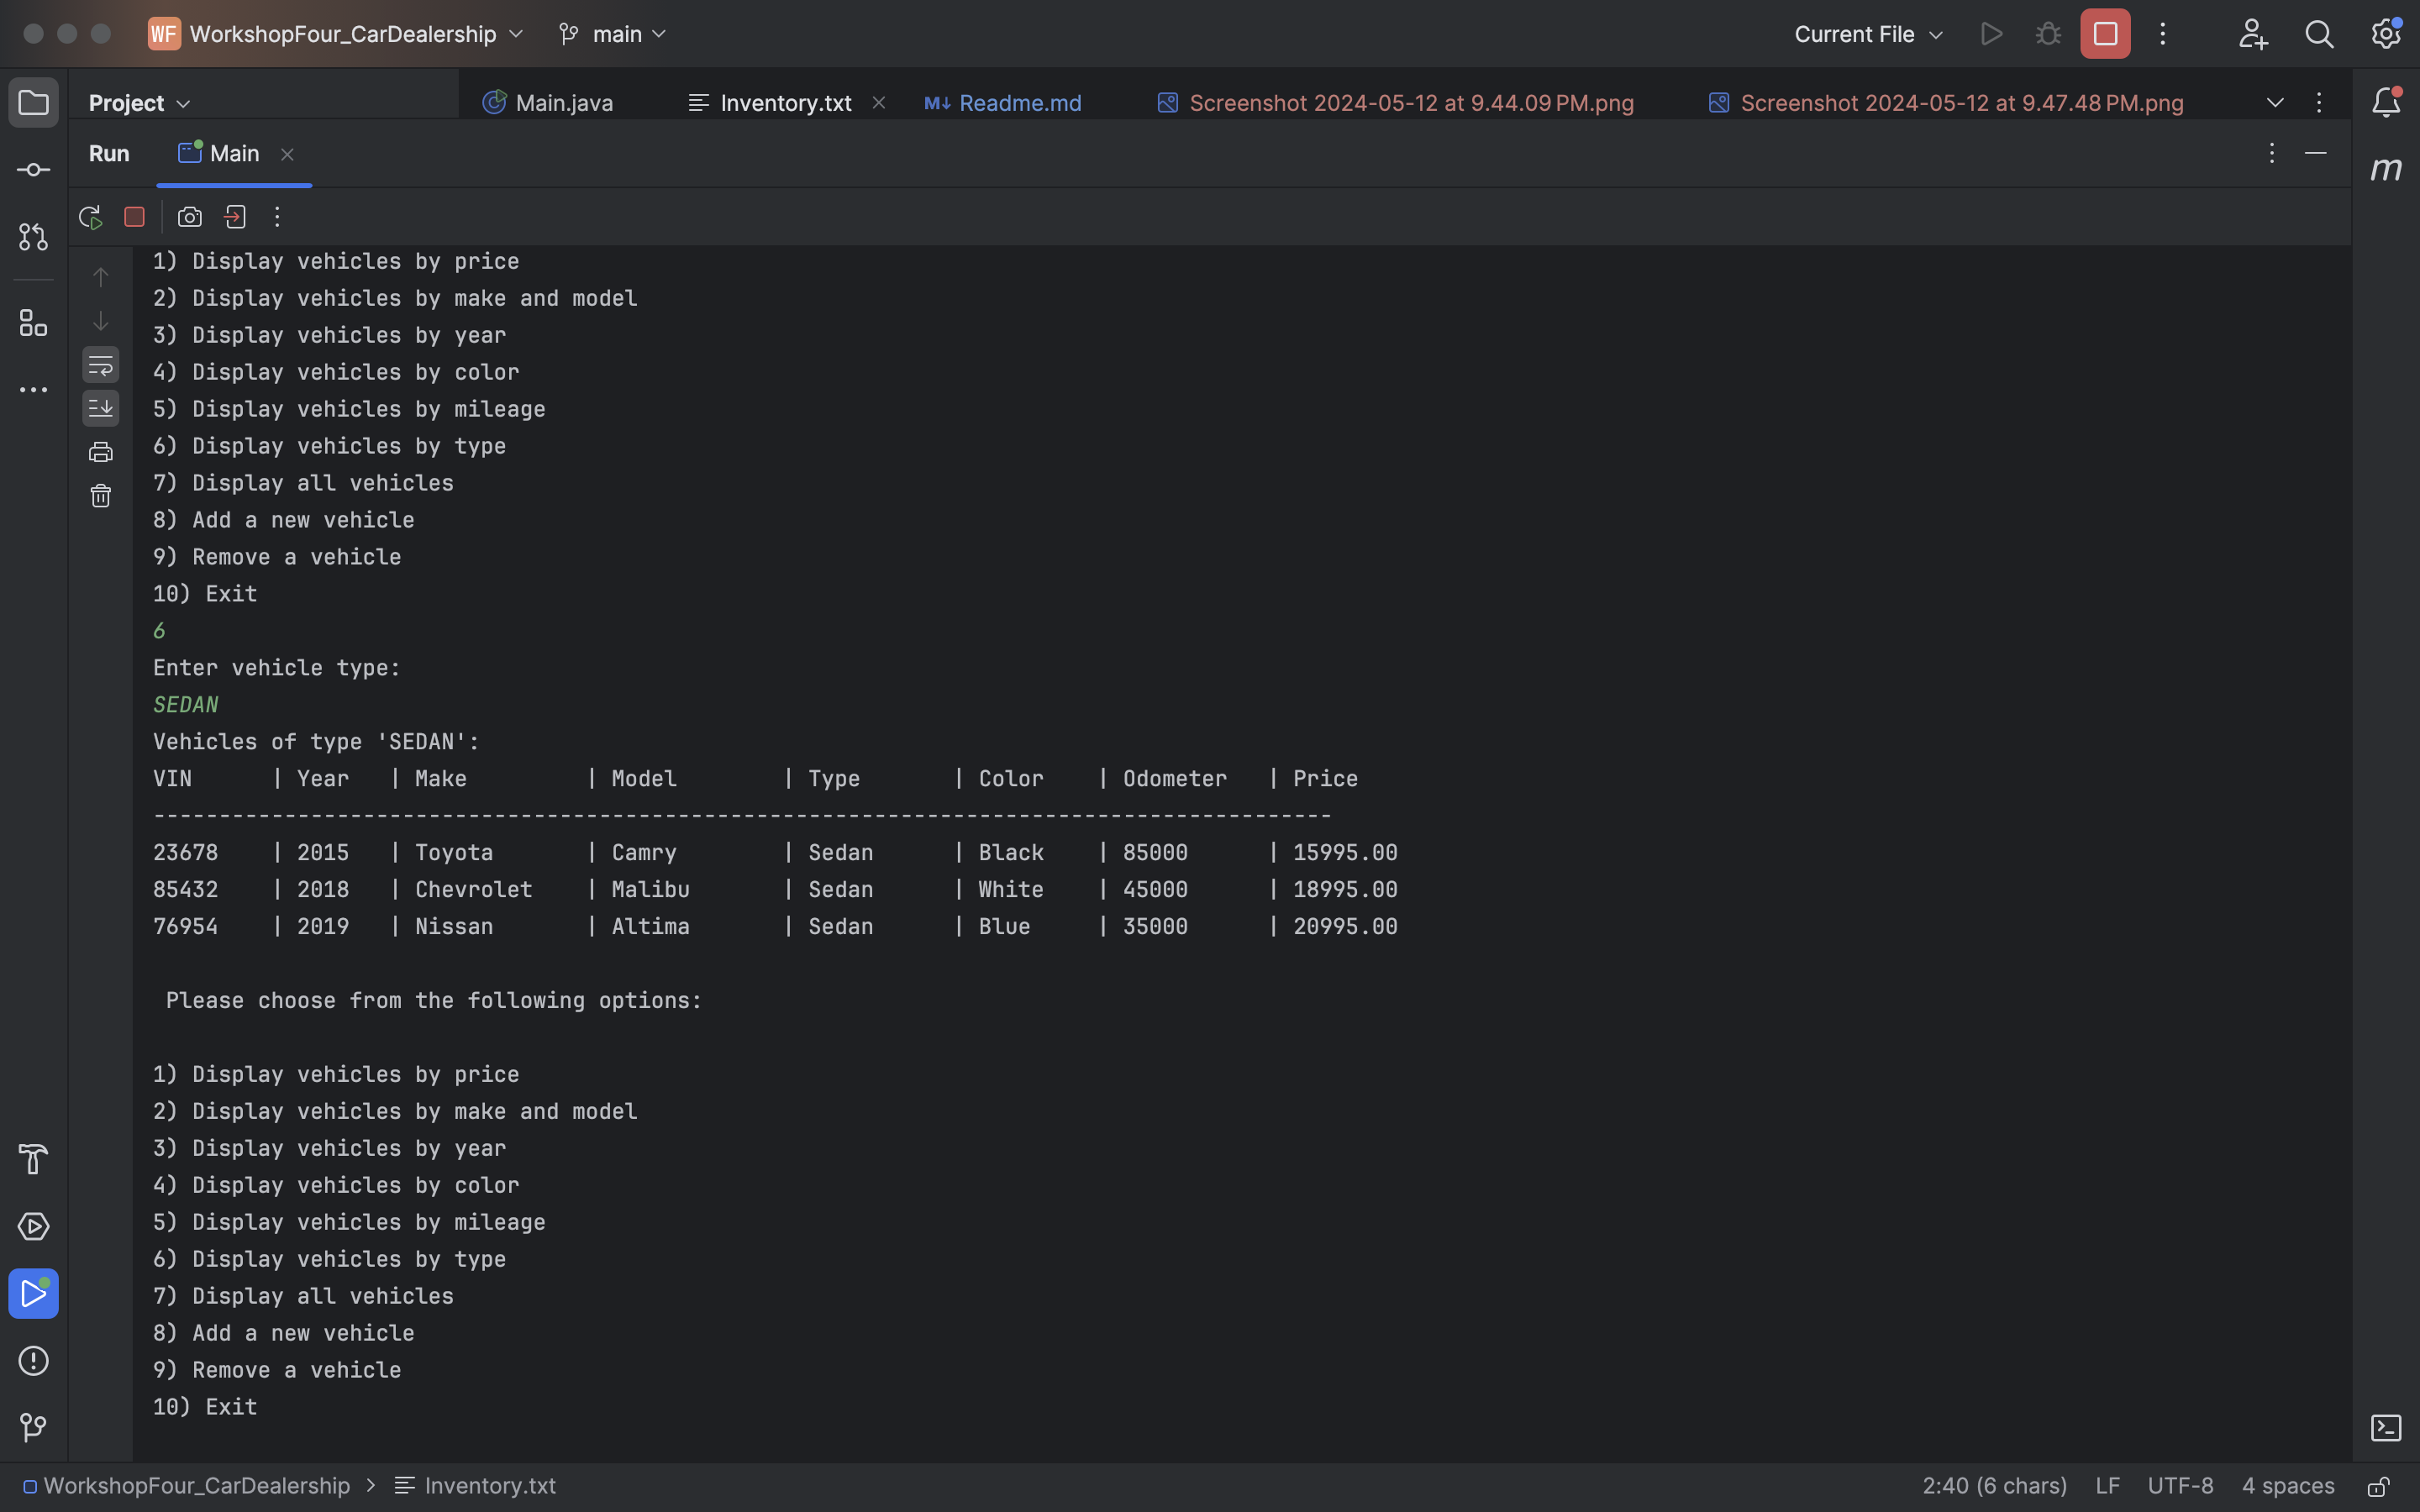 WF WorkshopFour_CarDealership main Current File
Project Main.java Inventory.txt M↓ Readme.md Screenshot 2024-05-12 at 9.44.09 PM.png Screenshot 2024-05-12 at 9.47.48 PM.png
Run Main
m
1) Display vehicles by price
2) Display vehicles by make and model
3) Display vehicles by year
4) Display vehicles by color
5) Display vehicles by mileage
6) Display vehicles by type
7) Display all vehicles
8) Add a new vehicle
9) Remove a vehicle
10) Exit
6
Enter vehicle type:
SEDAN
Vehicles of type 'SEDAN':
VIN | Year | Make | Model | Type | Color | Odometer | Price
------------------------------------------------------------------------------------------
23678 | 2015 | Toyota | Camry | Sedan | Black | 85000 | 15995.00
85432 | 2018 | Chevrolet | Malibu | Sedan | White | 45000 | 18995.00
76954 | 2019 | Nissan | Altima | Sedan | Blue | 35000 | 20995.00
Please choose from the following options:
1) Display vehicles by price
2) Display vehicles by make and model
3) Display vehicles by year
4) Display vehicles by color
5) Display vehicles by mileage
6) Display vehicles by type
7) Display all vehicles
8) Add a new vehicle
9) Remove a vehicle
10) Exit
WorkshopFour_CarDealership > Inventory.txt 2:40 (6 chars) LF UTF-8 4 spaces